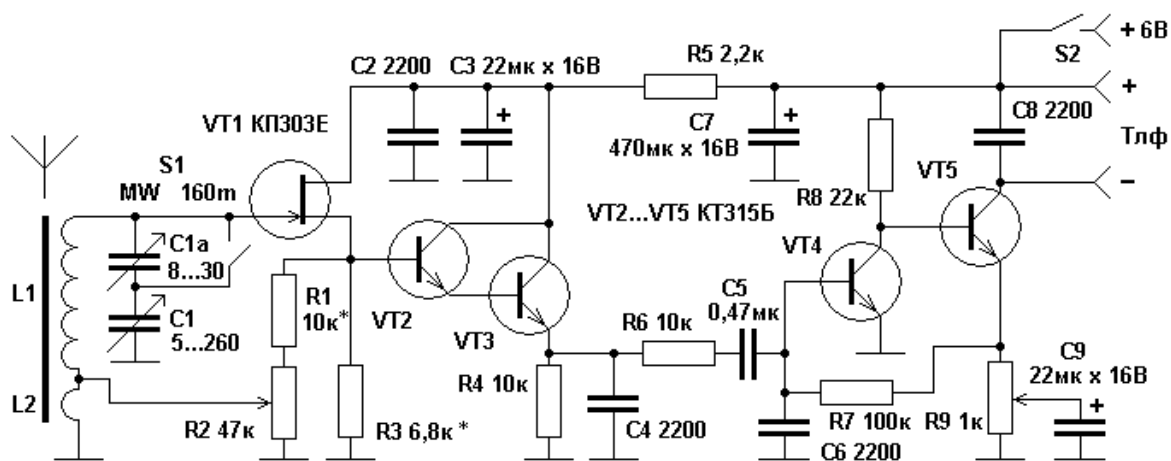 + 6В
S2
R5 2,2к
C2 2200
C3 22мк x 16В
+
+
+
VT1 КП303Е
C7
470мк x 16В
C8 2200
Тлф
–
S1
MW
160m
VT5
R8 22к
VT2...VT5 КТ315Б
C1a
8...30
VT4
L1
C1
5...260
R1
10к*
VT2
VT3
C5
0,47мк
R6 10к
C9
22мк x 16В
+
L2
R2 47к
R3 6,8к *
R4 10к
C4 2200
R7 100к
R9 1к
C6 2200